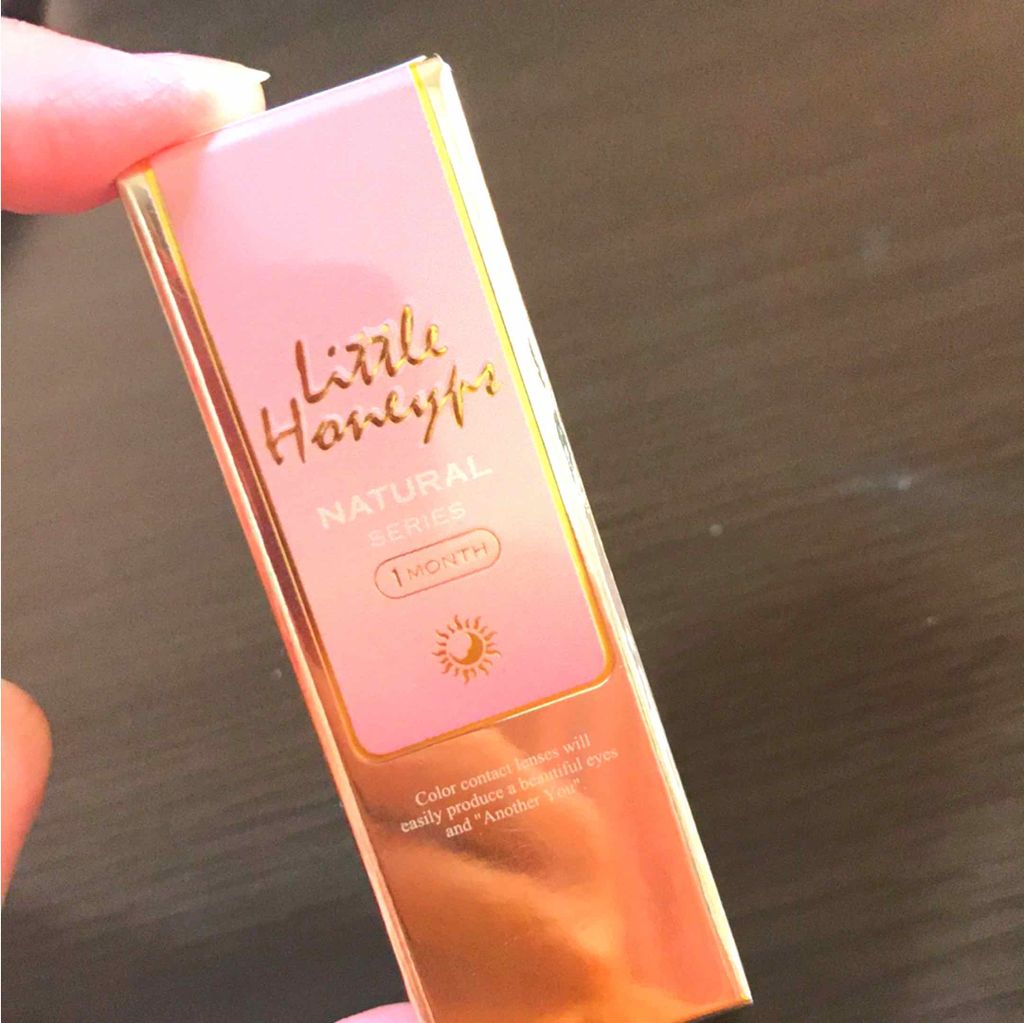 Little
Honeyps
NATURAL
SERIES
1 MONTH
Color contact lenses will
easily produce a beautiful eyes
and "Another You"